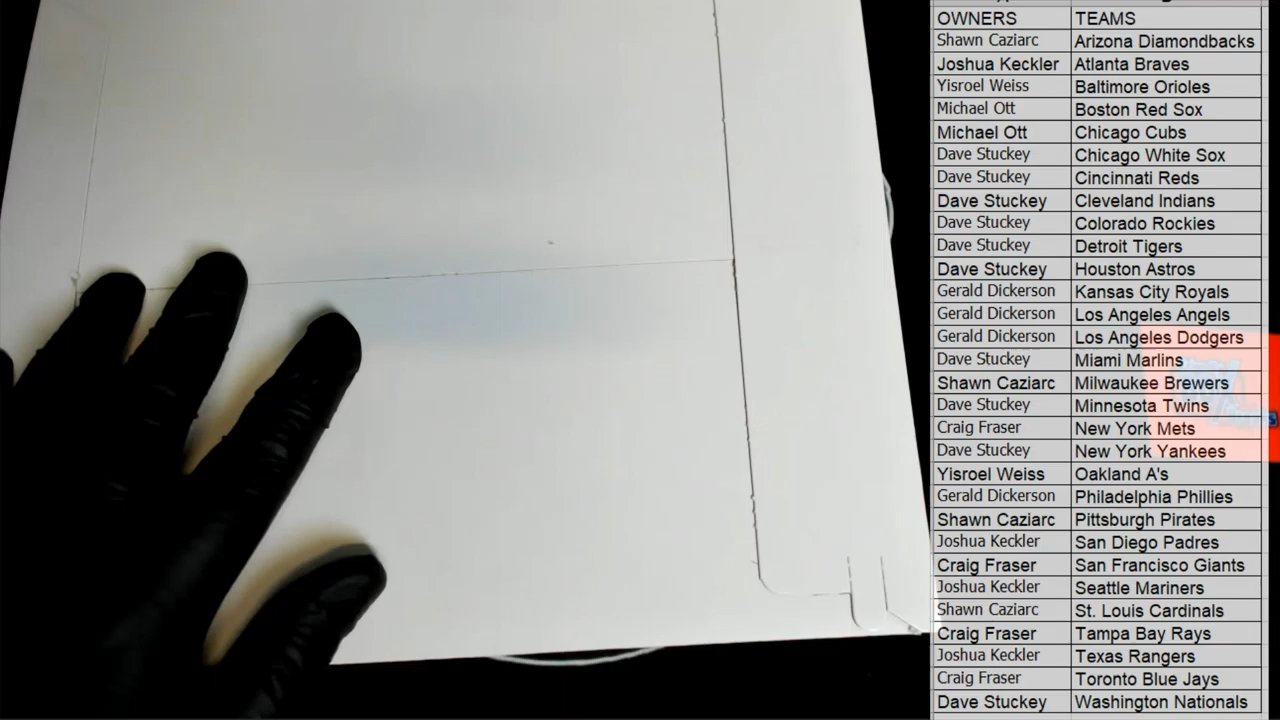 OWNERS TEAMS
Shawn Caziarc Arizona Diamondbacks
Joshua Keckler Atlanta Braves
Yisroel Weiss Baltimore Orioles
Michael Ott Boston Red Sox
Michael Ott Chicago Cubs
Dave Stuckey Chicago White Sox
Dave Stuckey Cincinnati Reds
Dave Stuckey Cleveland Indians
Dave Stuckey Colorado Rockies
Dave Stuckey Detroit Tigers
Dave Stuckey Houston Astros
Gerald Dickerson Kansas City Royals
Gerald Dickerson Los Angeles Angels
Gerald Dickerson Los Angeles Dodgers
Dave Stuckey Miami Marlins
Shawn Caziarc Milwaukee Brewers
Dave Stuckey Minnesota Twins
Craig Fraser New York Mets
Dave Stuckey New York Yankees
Yisroel Weiss Oakland A's
Gerald Dickerson Philadelphia Phillies
Shawn Caziarc Pittsburgh Pirates
Joshua Keckler San Diego Padres
Craig Fraser San Francisco Giants
Joshua Keckler Seattle Mariners
Shawn Caziarc St. Louis Cardinals
Craig Fraser Tampa Bay Rays
Joshua Keckler Texas Rangers
Craig Fraser Toronto Blue Jays
Dave Stuckey Washington Nationals